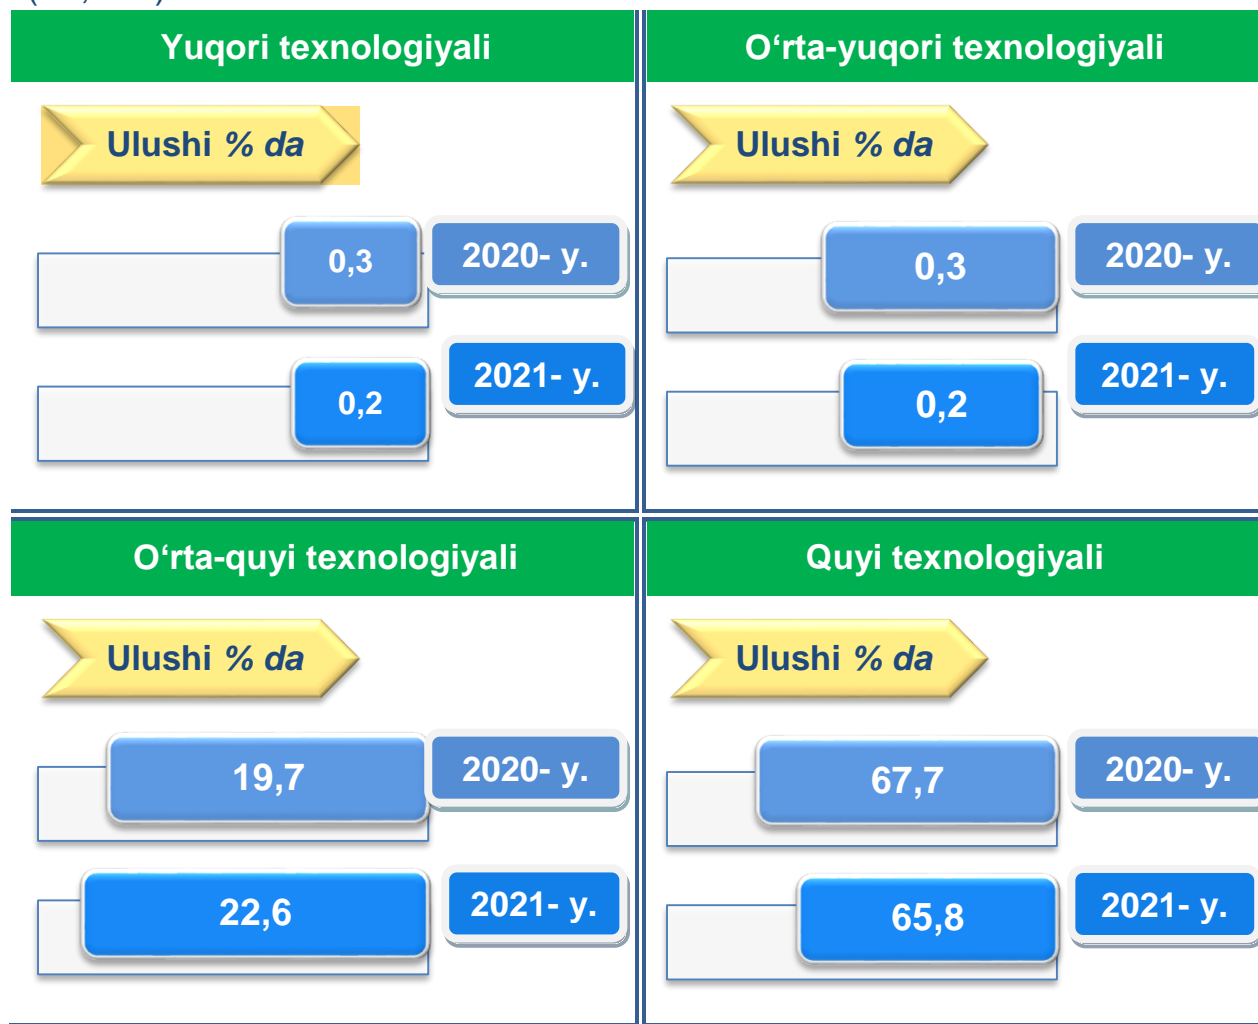 Yuqori texnologiyali
Ulushi % da
0,3
2020- y.
0,2
2021- y.
O‘rta-yuqori texnologiyali
Ulushi % da
0,3
2020- y.
0,2
2021- y.
O‘rta-quyi texnologiyali
Ulushi % da
19,7
2020- y.
22,6
2021- y.
Quyi texnologiyali
Ulushi % da
67,7
2020- y.
65,8
2021- y.